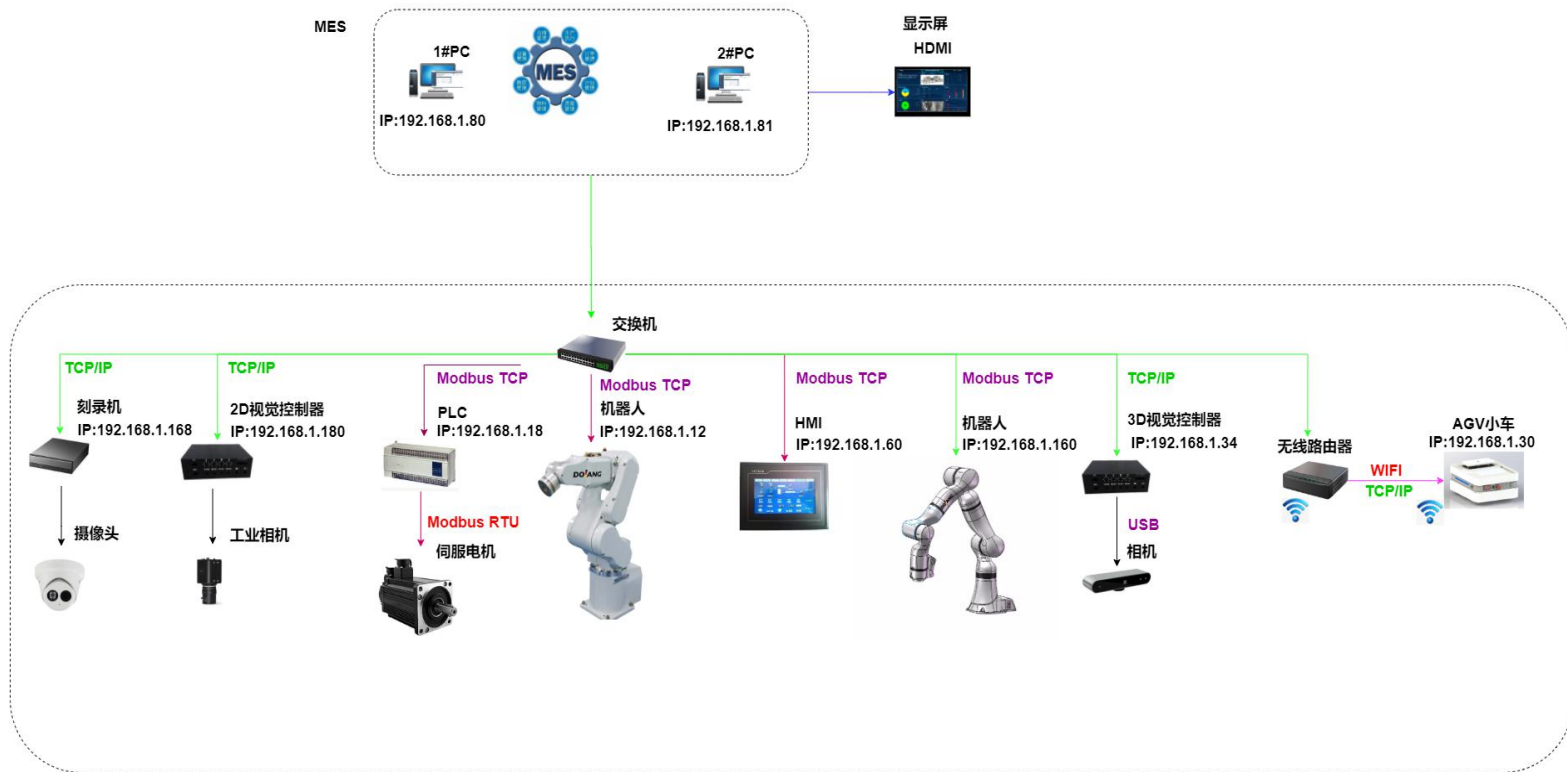 MES
1#PC
MES
2#PC
IP:192.168.1.80
IP:192.168.1.81
显示屏
HDMI
交换机
TCP/IP
刻录机
IP:192.168.1.168
摄像头
TCP/IP
2D视觉控制器
IP:192.168.1.180
工业相机
Modbus TCP
PLC
IP:192.168.1.18
Modbus RTU
伺服电机
Modbus TCP
机器人
IP:192.168.1.12
Modbus TCP
HMI
IP:192.168.1.60
Modbus TCP
机器人
IP:192.168.1.160
TCP/IP
3D视觉控制器
IP:192.168.1.34
USB
相机
无线路由器
WIFI
TCP/IP
AGV小车
IP:192.168.1.30